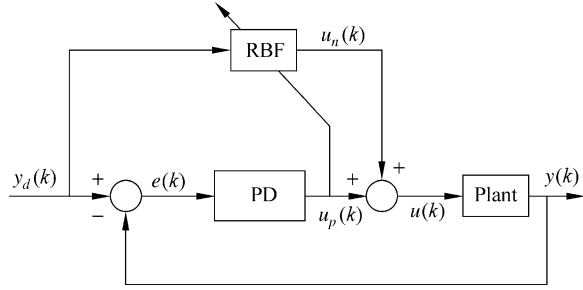 RBF
u_n(k)
y_d(k)
+
−
e(k)
PD
u_p(k)
+
+
u(k)
Plant
y(k)